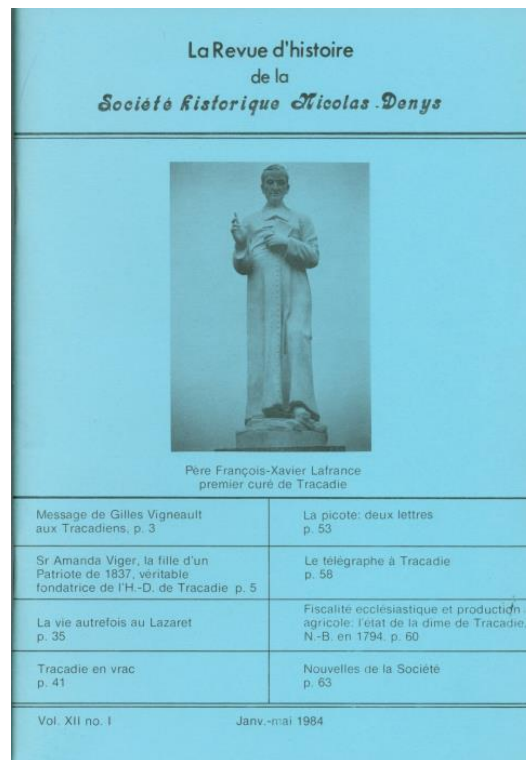 La Revue d'histoire
de la
Société historique Nicolas-Denys
Père François-Xavier Lafrance
premier curé de Tracadie
Message de Gilles Vigneault
aux Tracadiens, p. 3
Sr Amanda Viger, la fille d'un
Patriote de 1837, véritable
fondatrice de l'H.-D. de Tracadie p. 5
La vie autrefois au Lazaret
p. 35
Tracadie en vrac
p. 41
La picote: deux lettres
p. 53
Le télégraphe à Tracadie
p. 58
Fiscalité ecclésiastique et production
agricole: l'état de la dime de Tracadie,
N.-B. en 1794. p. 60
Nouvelles de la Société
p. 63
Vol. XII no. I
Janv.-mai 1984